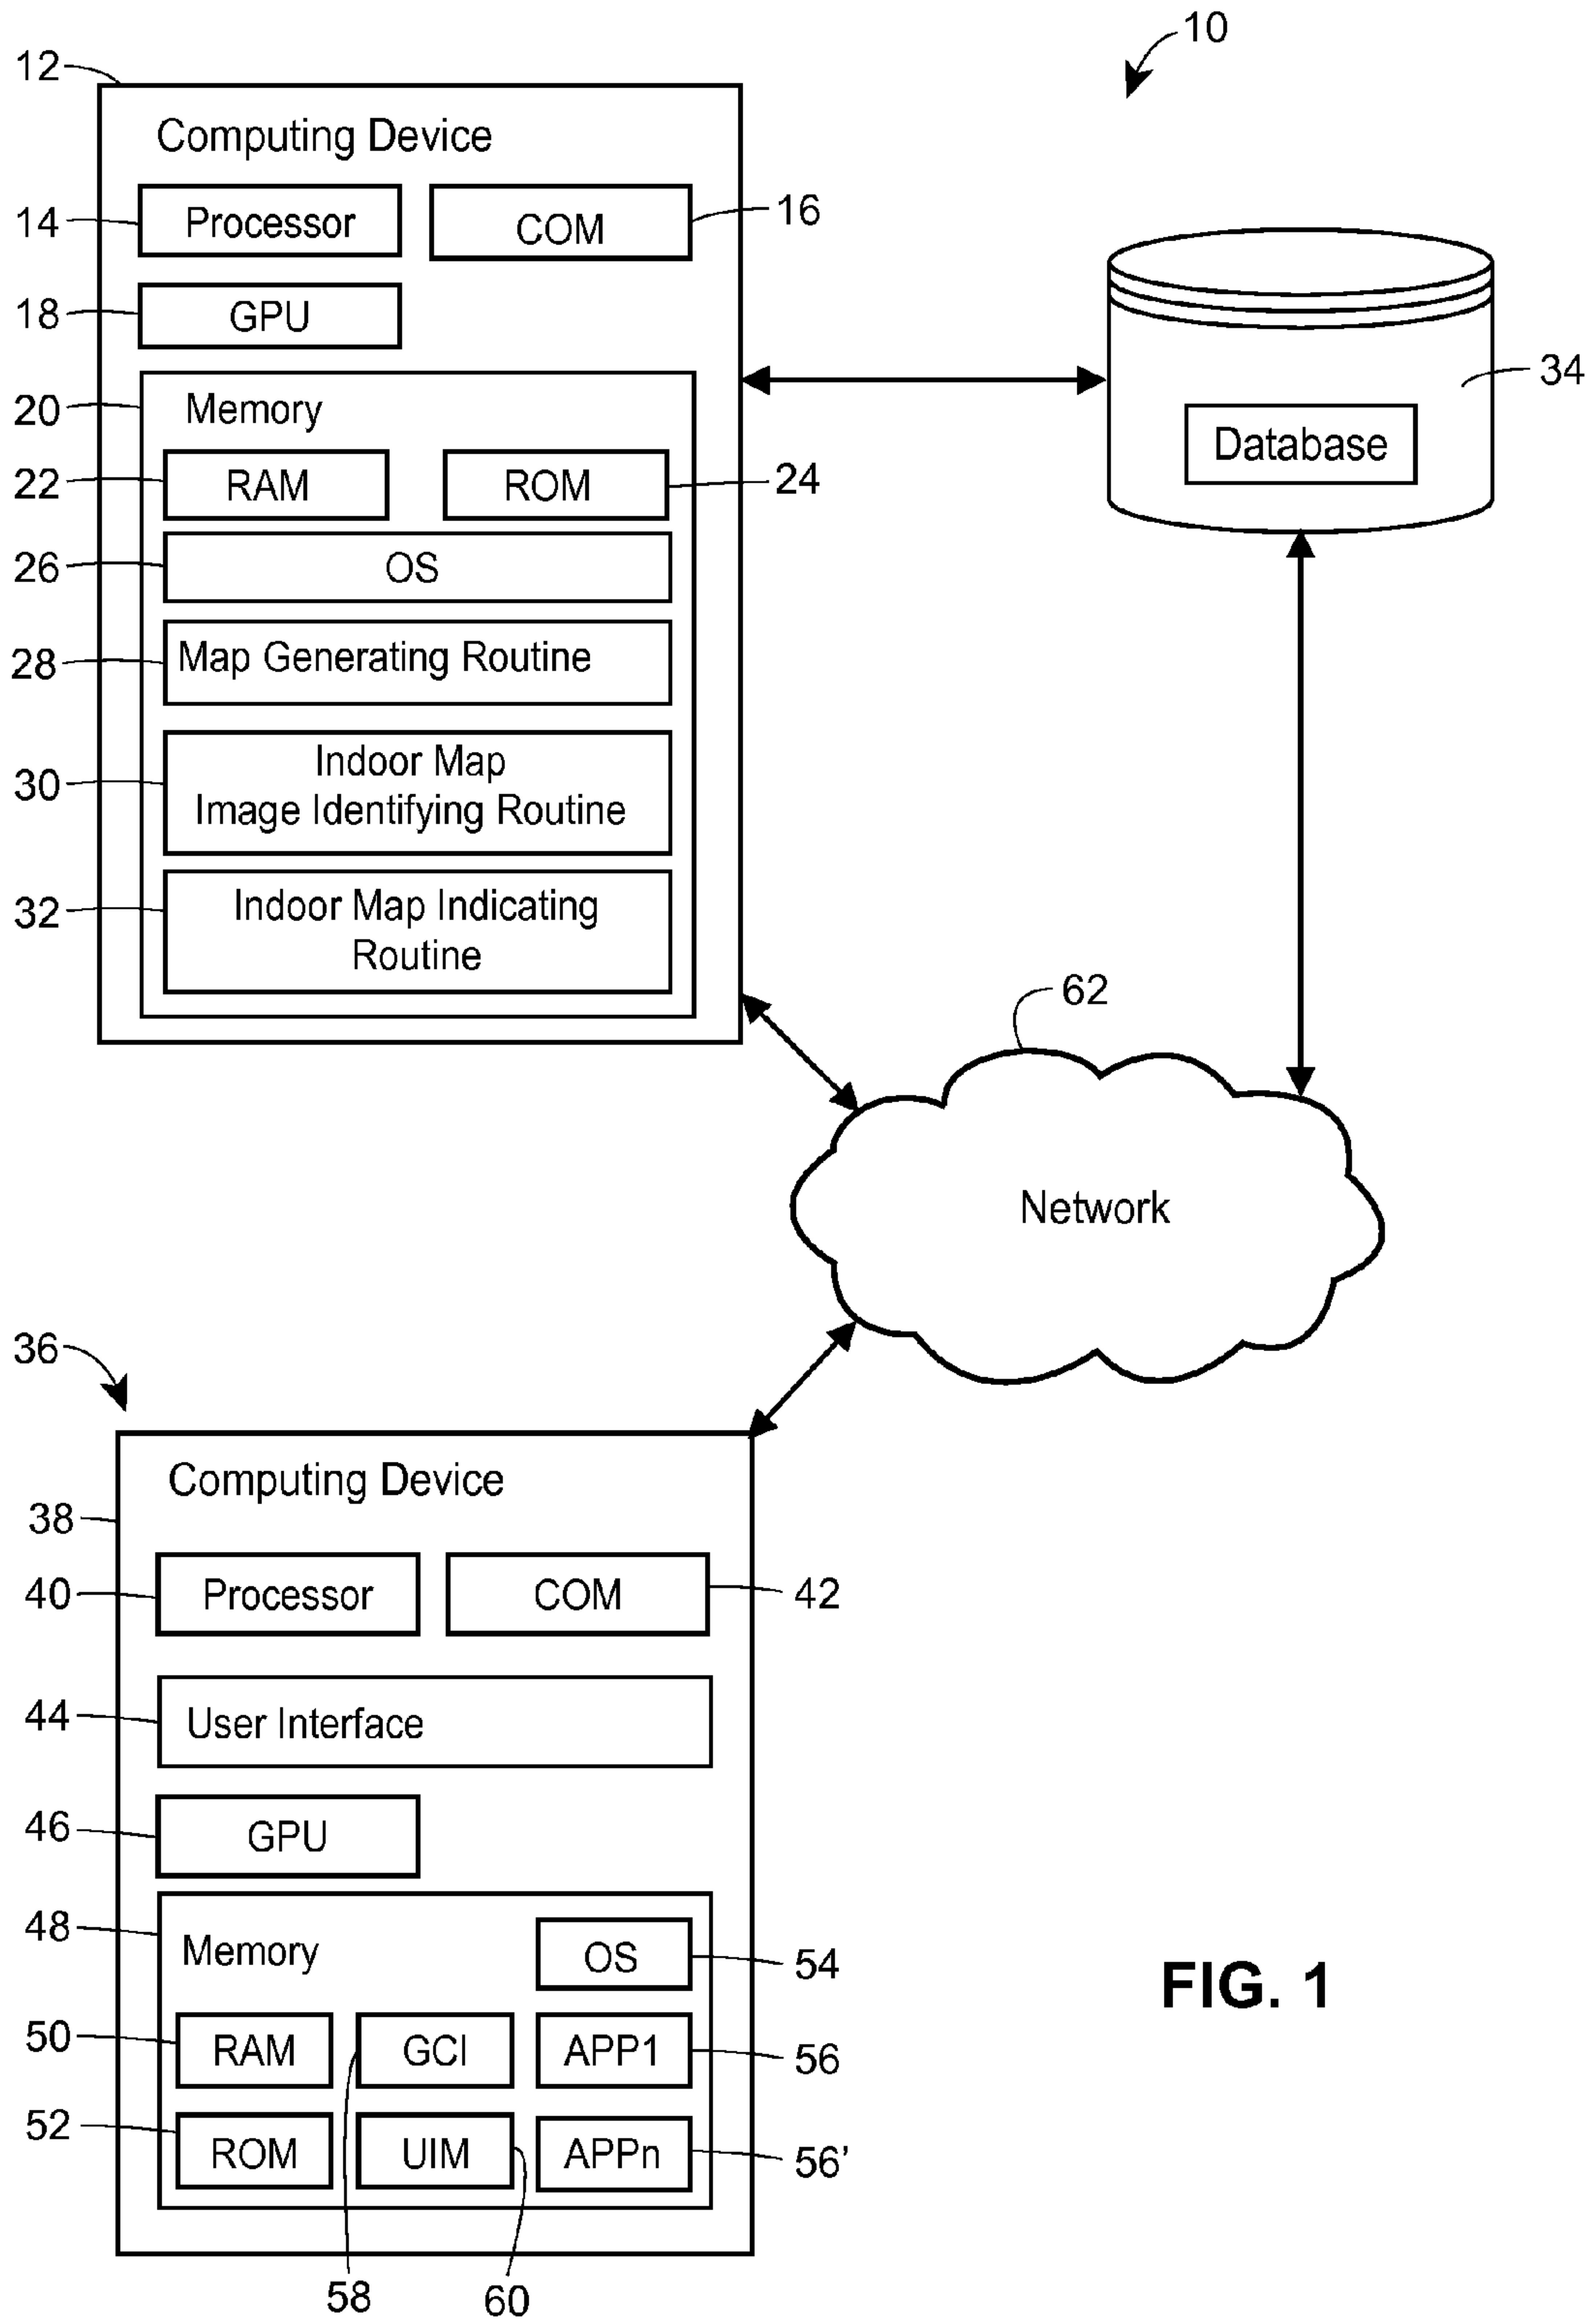 10
12
Computing Device
14
Processor
COM
16
18
GPU
20
Memory
22
RAM
ROM
24
26
OS
28
Map Generating Routine
30
Indoor Map
Image Identifying Routine
32
Indoor Map Indicating
Routine
34
Database
62
Network
36
Computing Device
38
40
Processor
COM
42
44
User Interface
46
GPU
48
Memory
OS
54
50
RAM
GCI
APP1
56
52
ROM
UIM
APPn
56’
58
60
FIG. 1